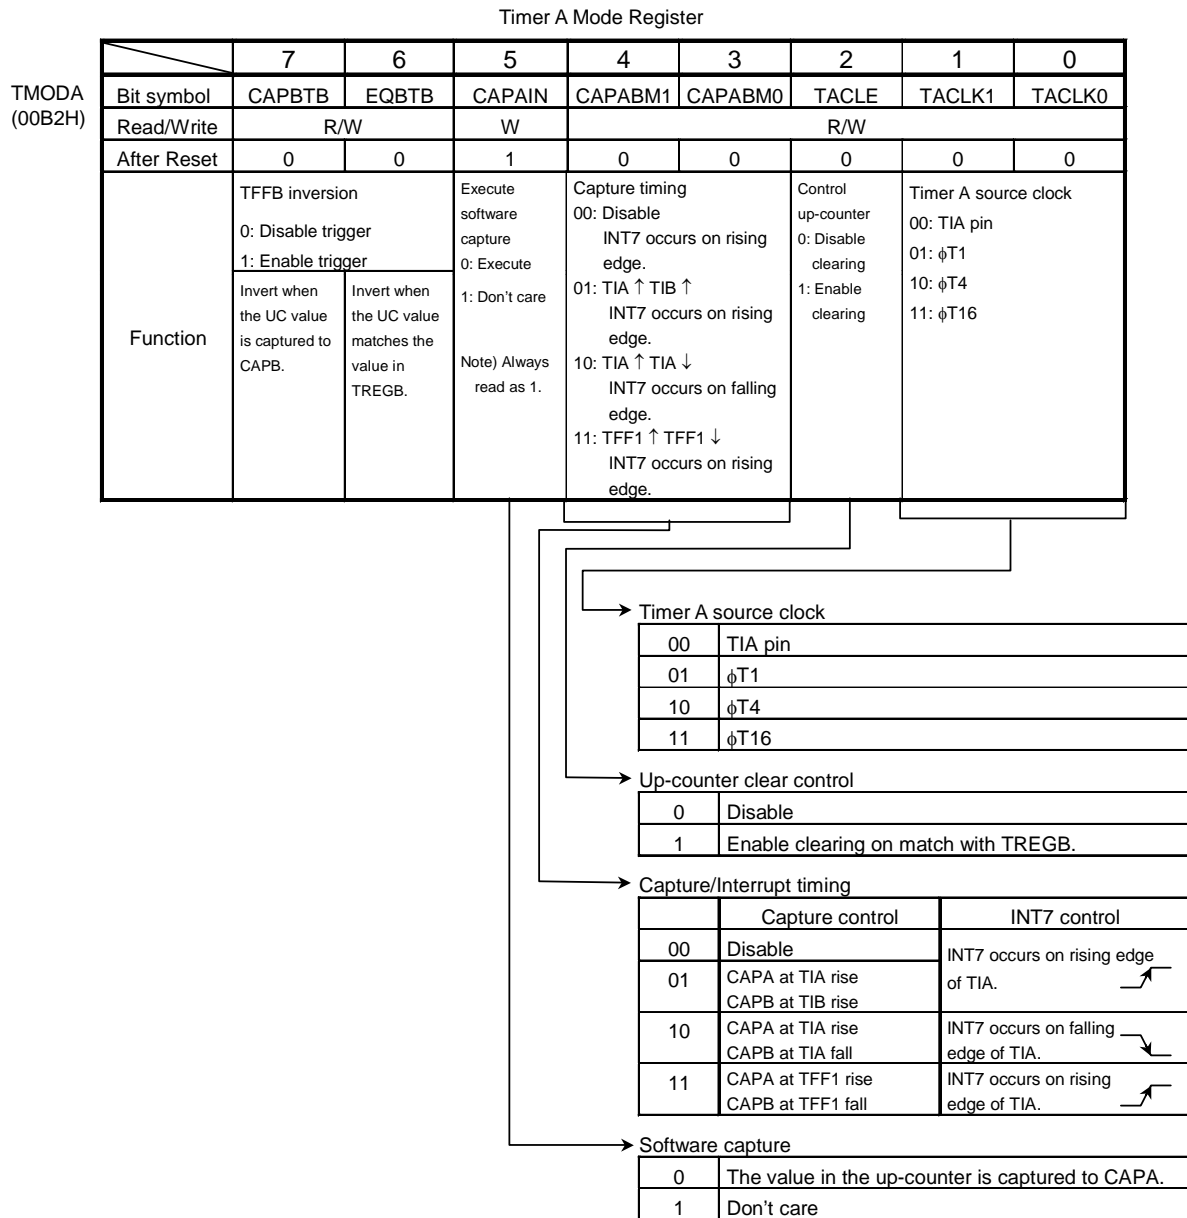 Timer A Mode Register
7 6 5 4 3 2 1 0
TMODA
(00B2H)
Bit symbol CAPBTB EQBTB CAPAIN CAPABM1 CAPABM0 TACLE TACLK1 TACLK0
Read/Write R/W W R/W
After Reset 0 0 1 0 0 0 0 0
Function
TFFB inversion
0: Disable trigger
1: Enable trigger
Invert when
the UC value
is captured to
CAPB.
Invert when
the UC value
matches the
value in
TREGB.
Execute
software
capture
0: Execute
1: Don't care
Note) Always
read as 1.
Capture timing
00: Disable
INT7 occurs on rising
edge.
01: TIA ↑ TIB ↑
INT7 occurs on rising
edge.
10: TIA ↑ TIA ↓
INT7 occurs on falling
edge.
11: TFF1 ↑ TFF1 ↓
INT7 occurs on rising
edge.
Control
up-counter
0: Disable
clearing
1: Enable
clearing
Timer A source clock
00: TIA pin
01: ϕT1
10: ϕT4
11: ϕT16
Timer A source clock
00 TIA pin
01 ϕT1
10 ϕT4
11 ϕT16
Up-counter clear control
0 Disable
1 Enable clearing on match with TREGB.
Capture/Interrupt timing
Capture control INT7 control
00 Disable
INT7 occurs on rising edge
of TIA.
01 CAPA at TIA rise
CAPB at TIB rise
10 CAPA at TIA rise
CAPB at TIA fall
INT7 occurs on falling
edge of TIA.
11 CAPA at TFF1 rise
CAPB at TFF1 fall
INT7 occurs on rising
edge of TIA.
Software capture
0 The value in the up-counter is captured to CAPA.
1 Don't care